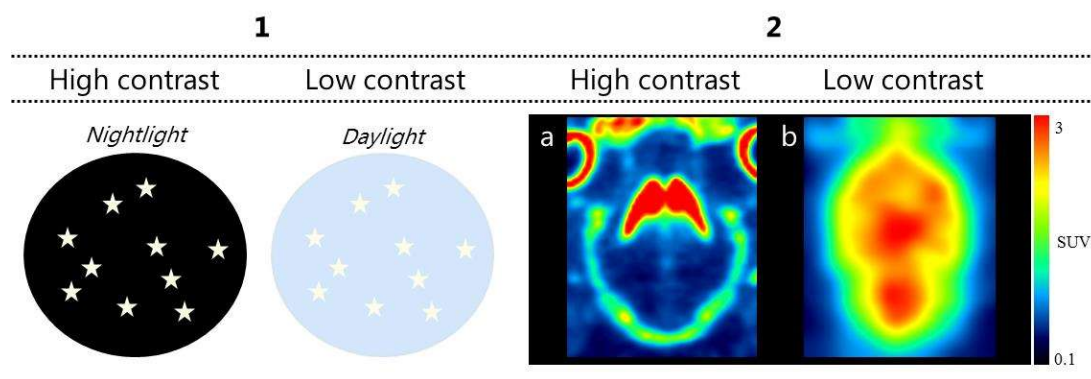 1
2
High contrast
Low contrast
High contrast
Low contrast
Nightlight
Daylight
a
b
3
SUV
0.1